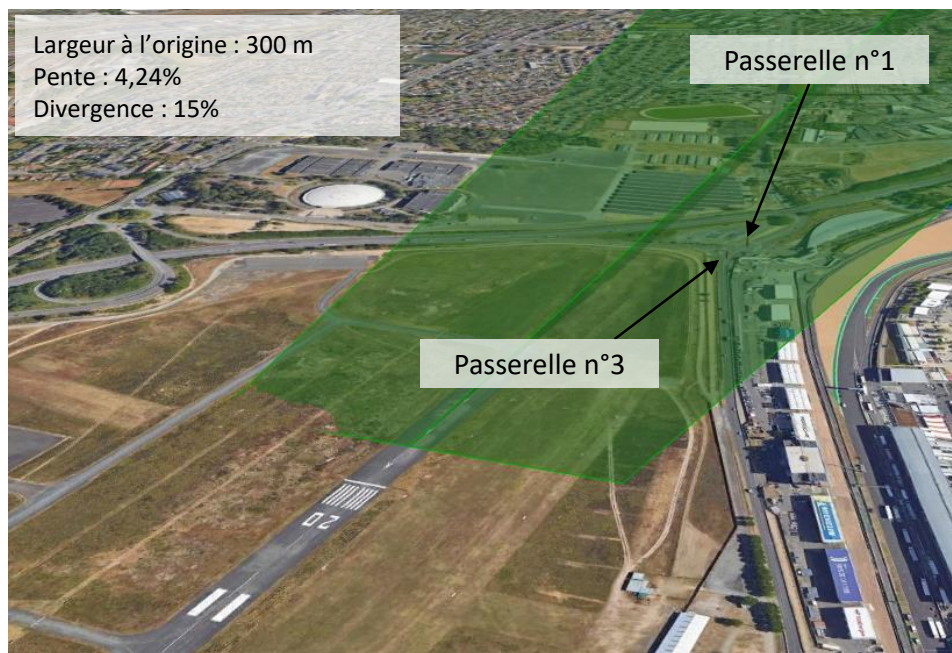 Largeur à l’origine : 300 m
Pente : 4,24%
Divergence : 15%
Passerelle n°1
Passerelle n°3
20